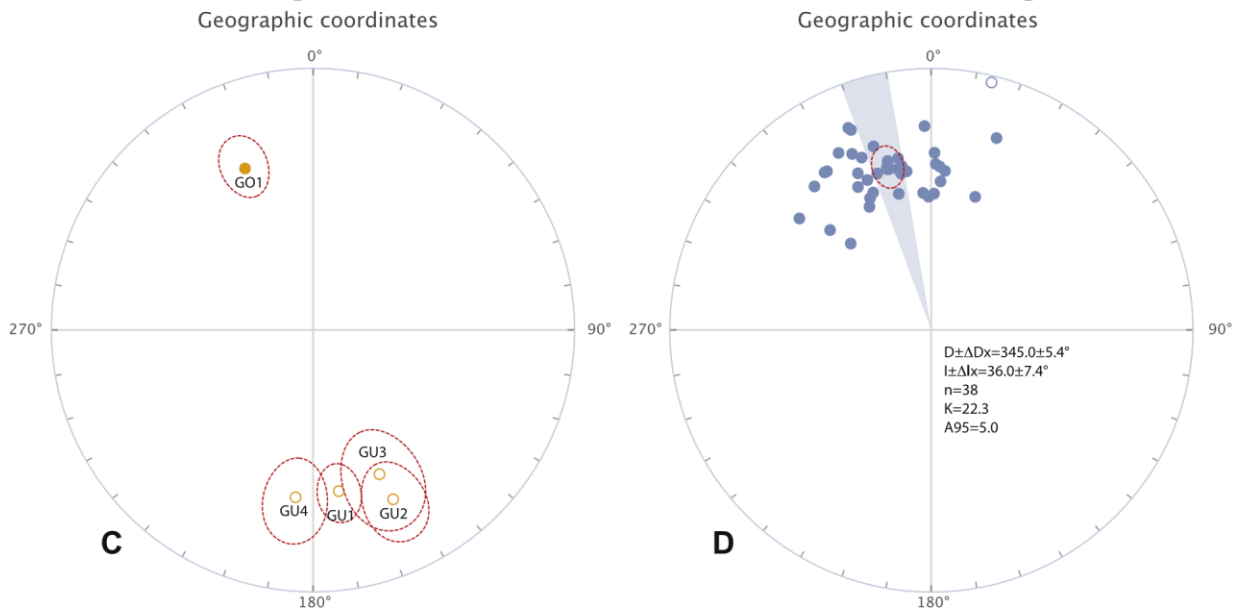 Geographic coordinates
0°
270°
90°
180°
GO1
GU3
GU4
GU1
GU2
C
Geographic coordinates
0°
270°
90°
180°
D±ΔDx=345.0±5.4°
I±ΔIx=36.0±7.4°
n=38
K=22.3
A95=5.0
D